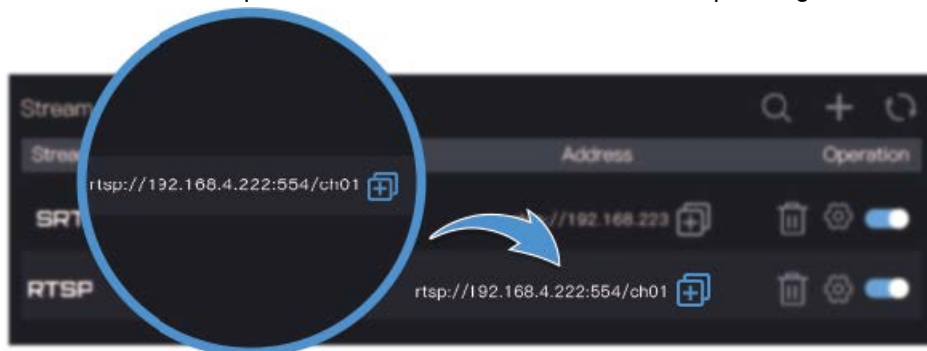 Stream
Strea Address Operation
rtsp://192.168.4.222:554/ch01
SRT //192.168.223
RTSP rtsp://192.168.4.222:554/ch01